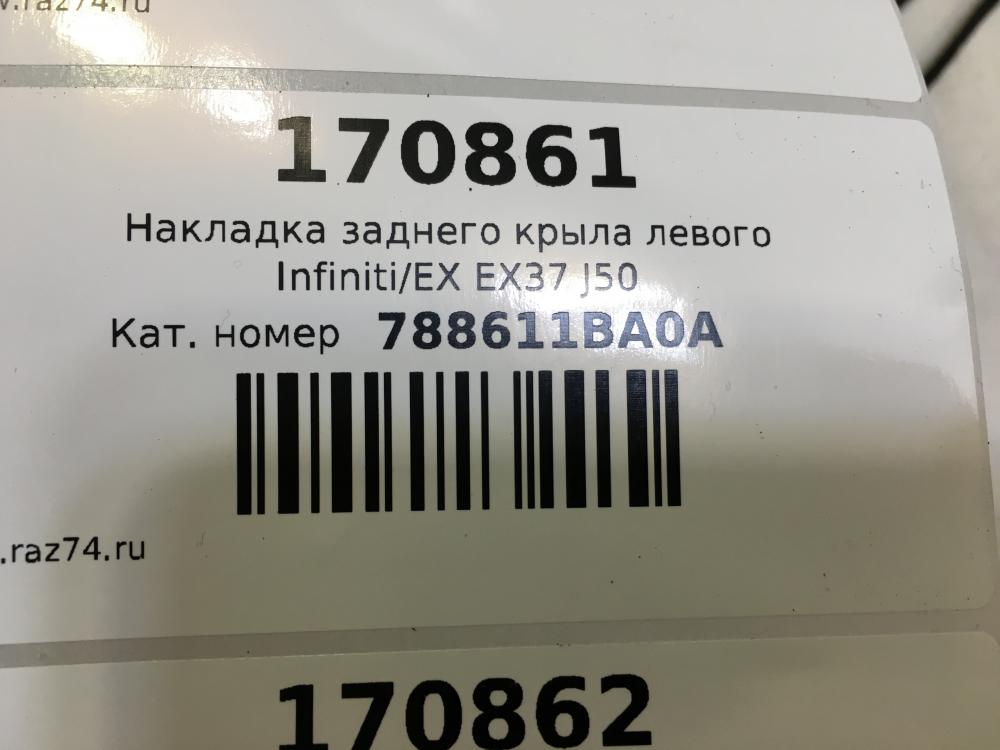 .raz74.ru
170861
Накладка заднего крыла левого
Infiniti/EX EX37 J50
Кат. номер 788611BA0A
.raz74.ru
170862